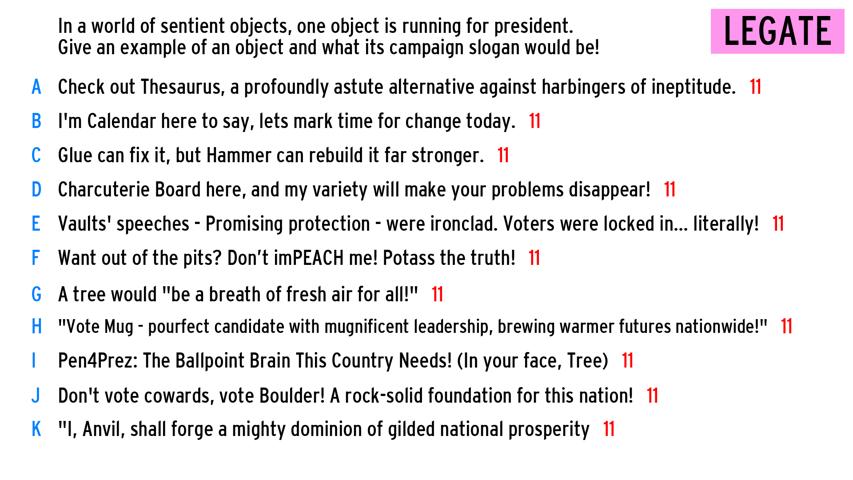 In a world of sentient objects, one object is running for president.
Give an example of an object and what its campaign slogan would be!
LEGATE
A Check out Thesaurus, a profoundly astute alternative against harbingers of ineptitude. 11
B I'm Calendar here to say, lets mark time for change today. 11
C Glue can fix it, but Hammer can rebuild it far stronger. 11
D Charcuterie Board here, and my variety will make your problems disappear! 11
E Vaults' speeches - Promising protection - were ironclad. Voters were locked in... literally! 11
F Want out of the pits? Don’t imPEACH me! Potass the truth! 11
G A tree would "be a breath of fresh air for all!" 11
H "Vote Mug - pourfect candidate with mugnificent leadership, brewing warmer futures nationwide!" 11
I Pen4Prez: The Ballpoint Brain This Country Needs! (In your face, Tree) 11
J Don't vote cowards, vote Boulder! A rock-solid foundation for this nation! 11
K "I, Anvil, shall forge a mighty dominion of gilded national prosperity 11